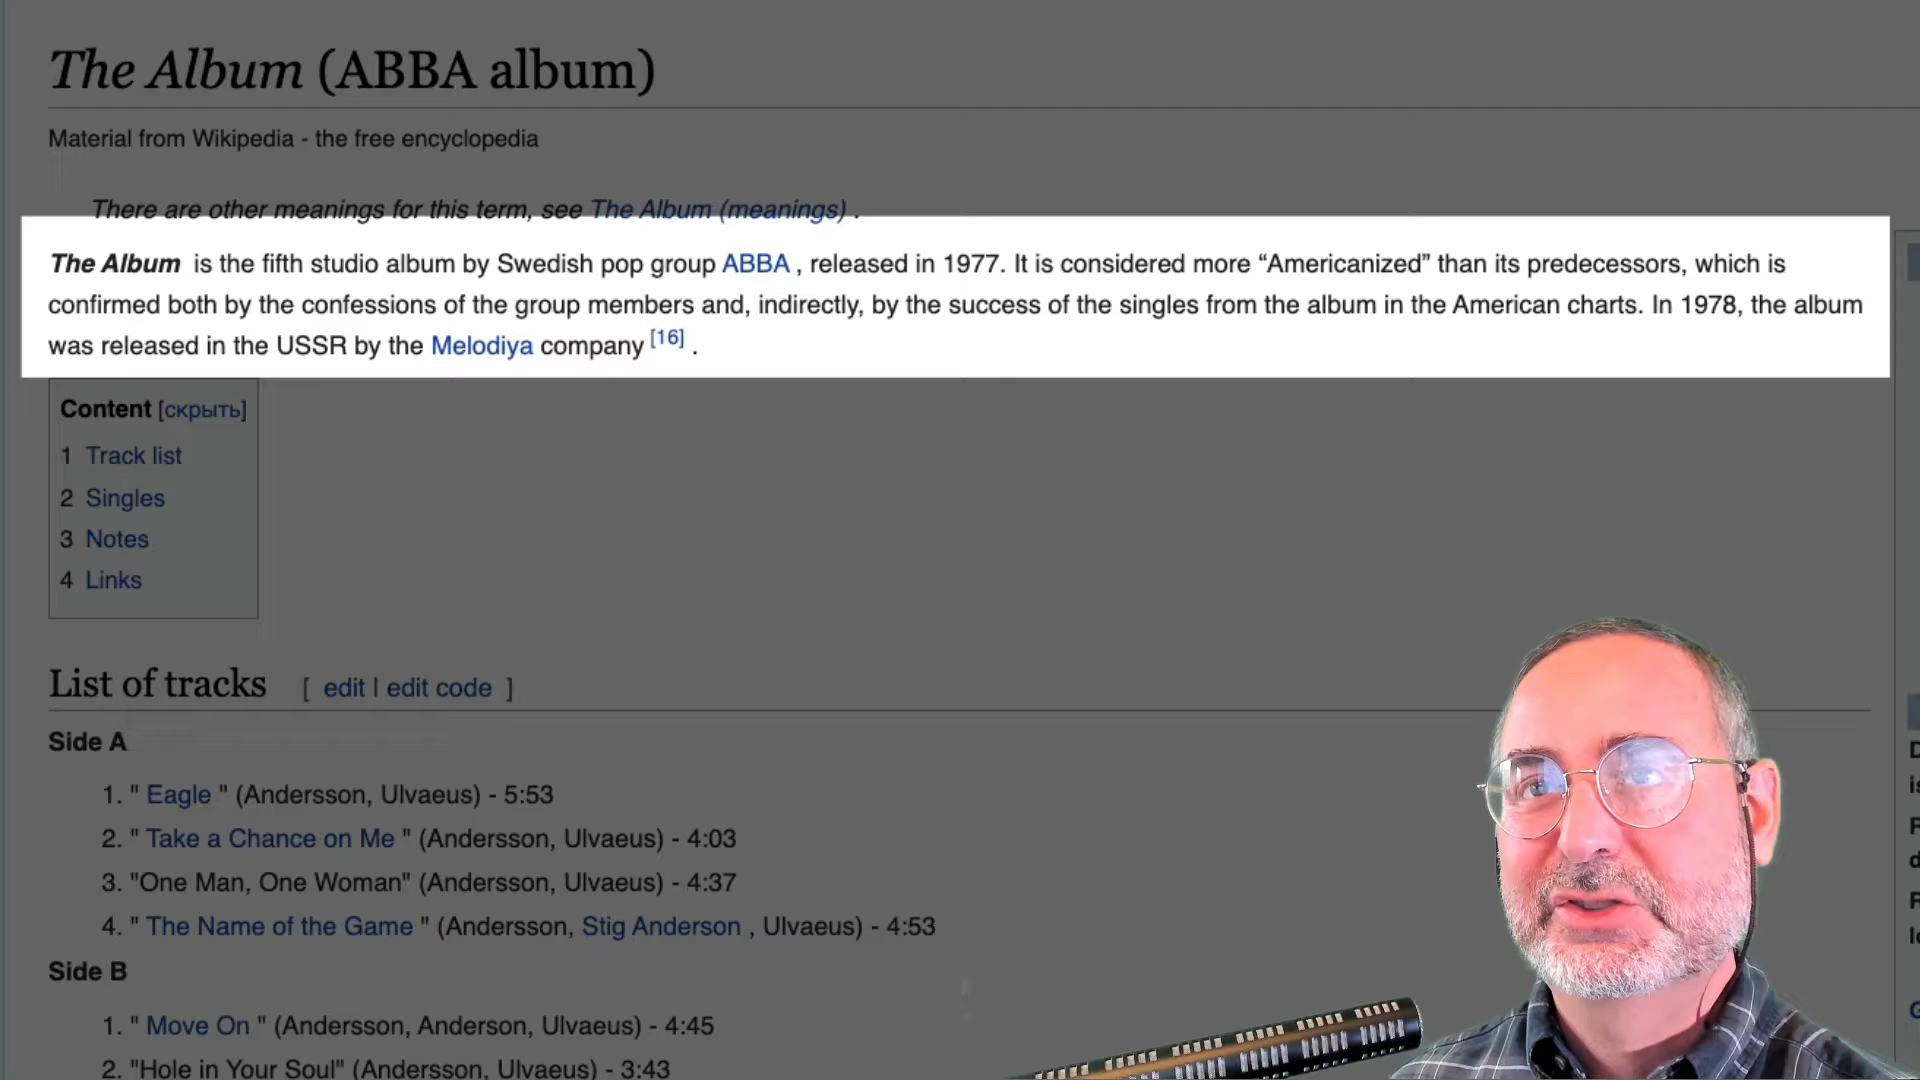 The Album (ABBA album)
Material from Wikipedia - the free encyclopedia
There are other meanings for this term, see The Album (meanings) .
The Album is the fifth studio album by Swedish pop group ABBA , released in 1977. It is considered more “Americanized” than its predecessors, which is
confirmed both by the confessions of the group members and, indirectly, by the success of the singles from the album in the American charts. In 1978, the album
was released in the USSR by the Melodiya company [16] .
Content [скрыть]
1 Track list
2 Singles
3 Notes
4 Links
List of tracks [ edit | edit code ]
Side A
1. " Eagle " (Andersson, Ulvaeus) - 5:53
2. " Take a Chance on Me " (Andersson, Ulvaeus) - 4:03
3. "One Man, One Woman" (Andersson, Ulvaeus) - 4:37
4. " The Name of the Game " (Andersson, Stig Anderson , Ulvaeus) - 4:53
Side B
1. " Move On " (Andersson, Anderson, Ulvaeus) - 4:45
2. "Hole in Your Soul" (Andersson, Ulvaeus) - 3:43